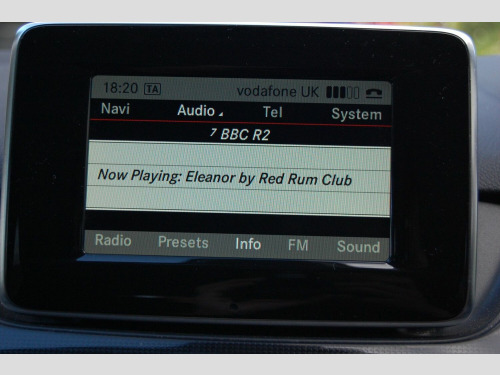 18:20 TA vodafone UK
Navi Audio Tel System
7 BBC R2
Now Playing: Eleanor by Red Rum Club
Radio Presets Info FM Sound